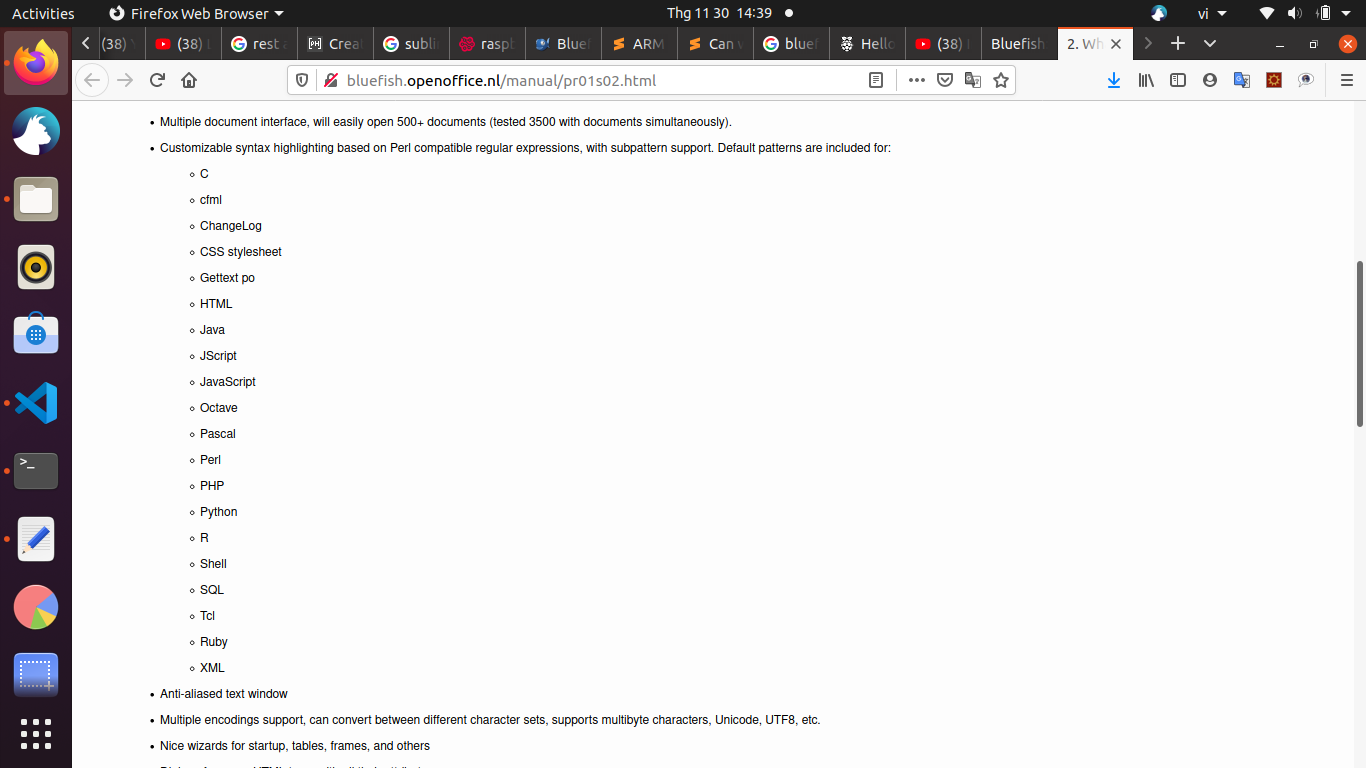 Activities Firefox Web Browser Thg 11 30 14:39 vi
(38) (38) rest Crea subli rasp Bluef ARM Can bluef Hello (38) Bluefish 2. Wh
bluefish.openoffice.nl/manual/pr01s02.html
• Multiple document interface, will easily open 500+ documents (tested 3500 with documents simultaneously).
• Customizable syntax highlighting based on Perl compatible regular expressions, with subpattern support. Default patterns are included for:
C
cfml
ChangeLog
CSS stylesheet
Gettext po
HTML
Java
JScript
JavaScript
Octave
Pascal
Perl
PHP
Python
R
Shell
SQL
Tcl
Ruby
XML
• Anti-aliased text window
• Multiple encodings support, can convert between different character sets, supports multibyte characters, Unicode, UTF8, etc.
• Nice wizards for startup, tables, frames, and others